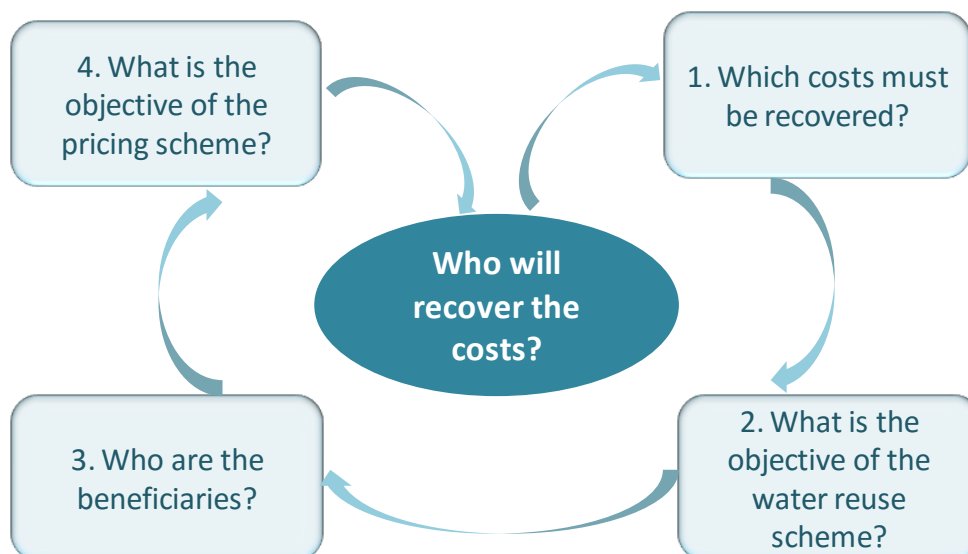 4. What is the
objective of the
pricing scheme?
1. Which costs must
be recovered?
Who will
recover the
costs?
3. Who are the
beneficiaries?
2. What is the
objective of the
water reuse
scheme?